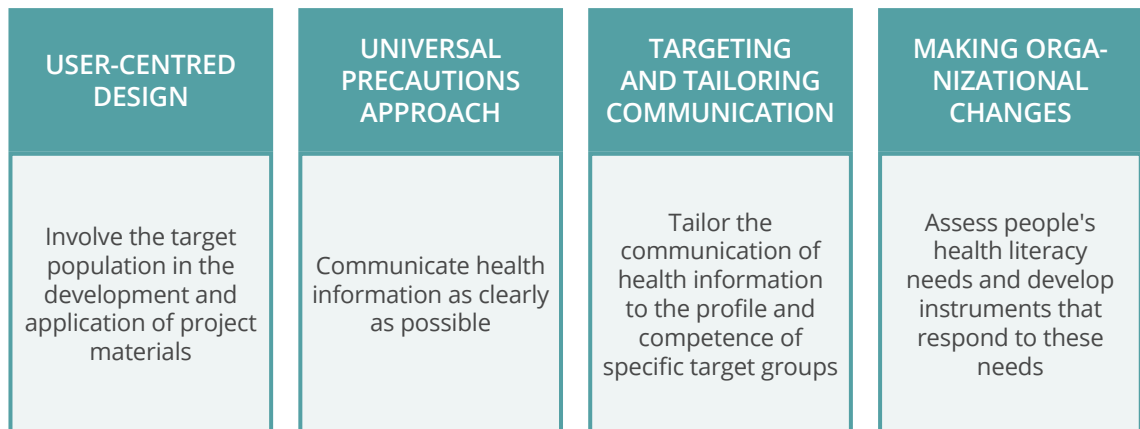 USER-CENTRED
DESIGN
Involve the target
population in the
development and
application of project
materials
UNIVERSAL
PRECAUTIONS
APPROACH
Communicate health
information as clearly
as possible
TARGETING
AND TAILORING
COMMUNICATION
Tailor the
communication of
health information
to the profile and
competence of
specific target groups
MAKING ORGA-
NIZATIONAL
CHANGES
Assess people's
health literacy
needs and develop
instruments that
respond to these
needs